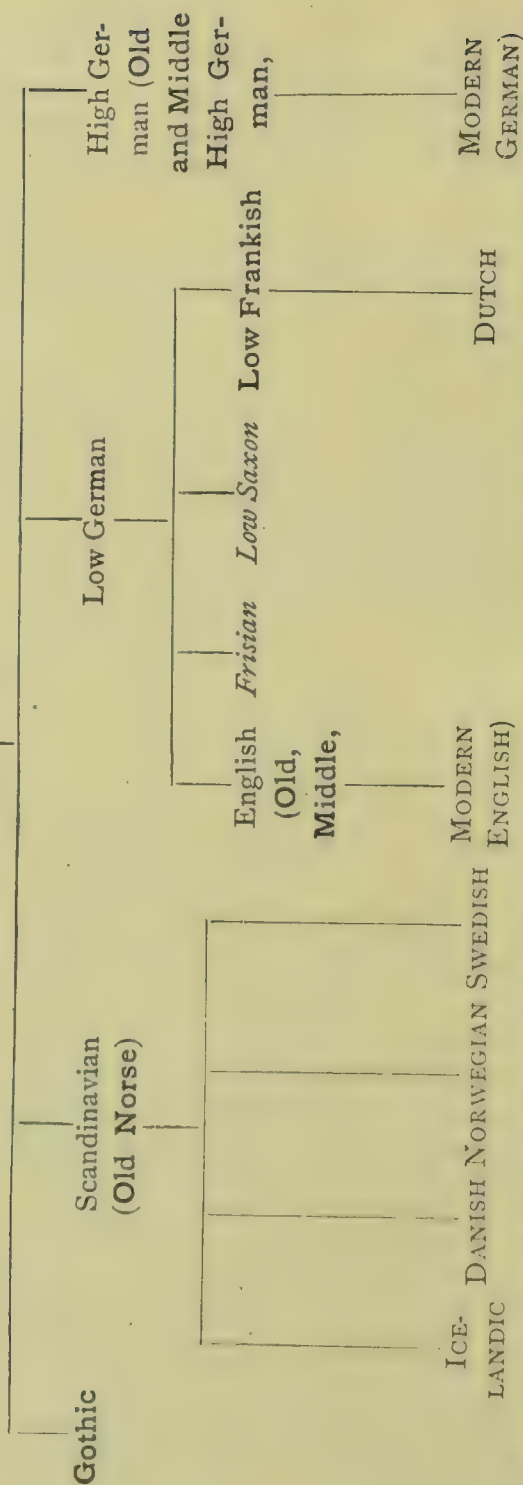 Gothic
Scandinavian
(Old Norse)
Low German
High Ger-
man (Old
and Middle
High Ger-
man,
English
(Old,
Middle,
Frisian
Low Saxon
Low Frankish
ICE-
LANDIC
DANISH NORWEGIAN SWEDISH
MODERN
ENGLISH)
DUTCH
MODERN
GERMAN)